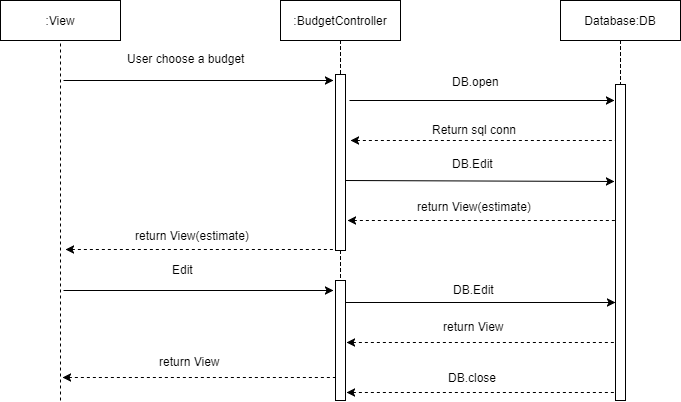 :View
:BudgetController
Database:DB
User choose a budget
DB.open
Return sql conn
DB.Edit
return View(estimate)
return View(estimate)
Edit
DB.Edit
return View
return View
DB.close